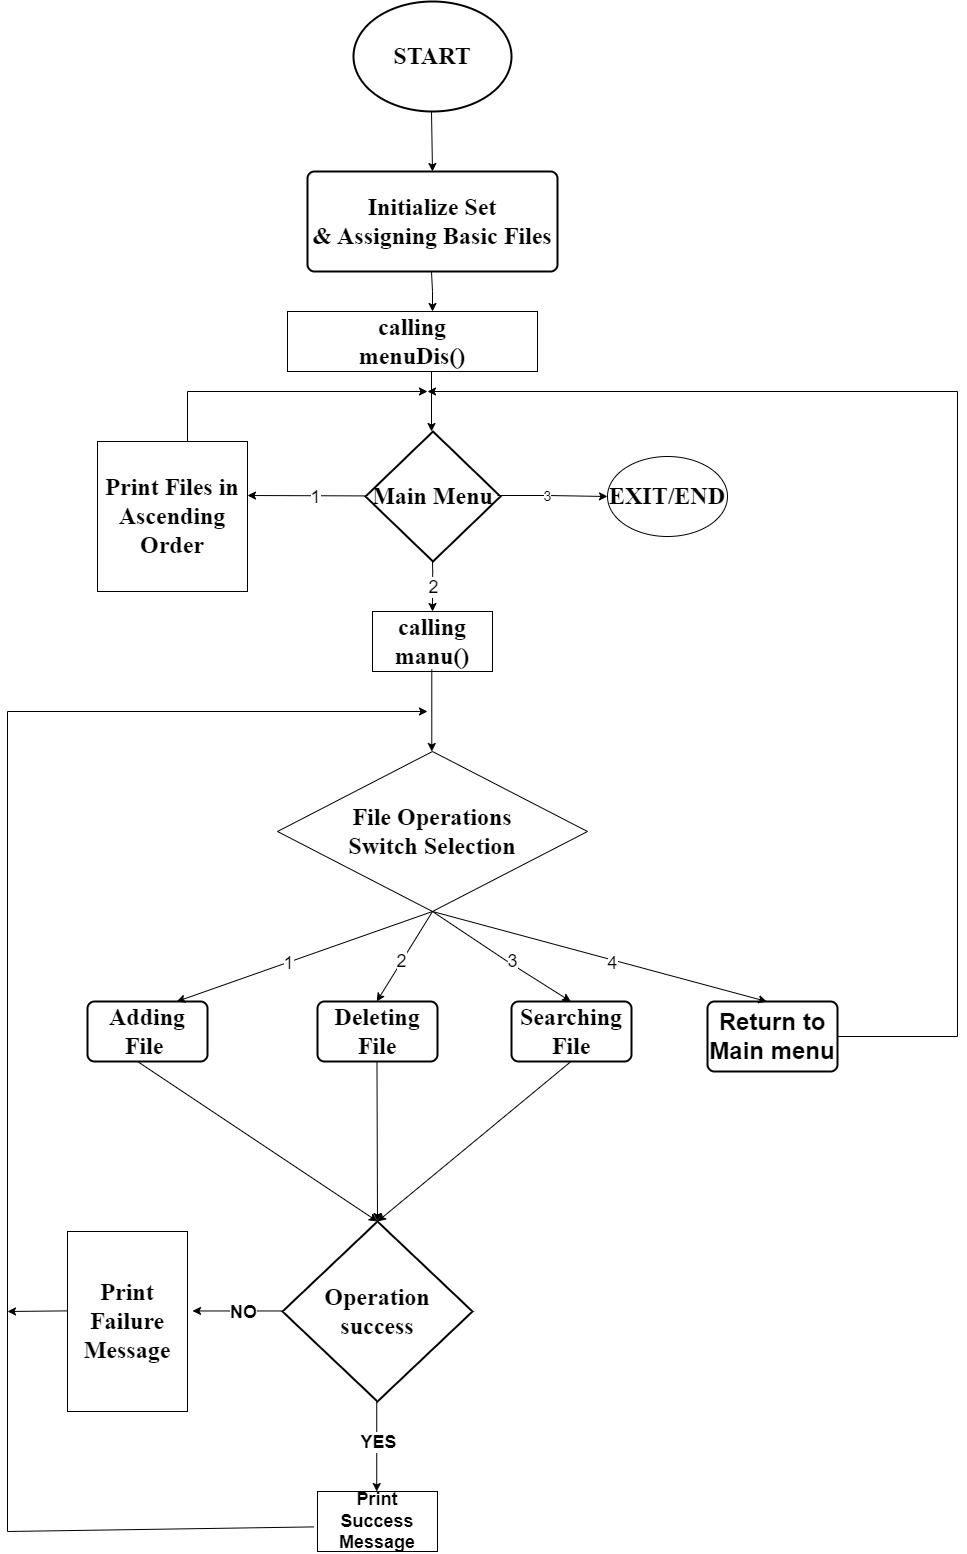 START
Initialize Set
& Assigning Basic Files
calling
menuDis()
Print Files in
Ascending
Order
1
Main Menu
3
EXIT/END
2
calling
manu()
File Operations
Switch Selection
1
2
3
4
Adding
File
Deleting
File
Searching
File
Return to
Main menu
Print
Failure
Message
NO
Operation
success
YES
Print
Success
Message